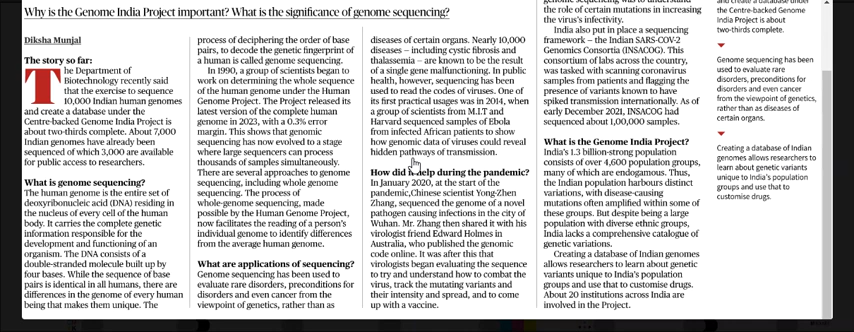 Why is the Genome India Project important? What is the significance of genome sequencing?
Diksha Munjal
The story so far:
The Department of
Biotechnology recently said
that the exercise to sequence
10,000 Indian human genomes
and create a database under the
Centre-backed Genome India Project is
about two-thirds complete. About 7,000
Indian genomes have already been
sequenced of which 3,000 are available
for public access to researchers.
What is genome sequencing?
The human genome is the entire set of
deoxyribonucleic acid (DNA) residing in
the nucleus of every cell of the human
body. It carries the complete genetic
information responsible for the
development and functioning of an
organism. The DNA consists of a
double-stranded molecule built up by
four bases. While the sequence of base
pairs is identical in all humans, there are
differences in the genome of every human
being that makes them unique. The
process of deciphering the order of base
pairs, to decode the genetic fingerprint of
a human is called genome sequencing.
In 1990, a group of scientists began to
work on determining the whole sequence
of the human genome under the Human
Genome Project. The Project released its
latest version of the complete human
genome in 2023, with a 0.3% error
margin. This shows that genomic
sequencing has now evolved to a stage
where large sequencers can process
thousands of samples simultaneously.
There are several approaches to genome
sequencing, including whole genome
sequencing. The process of
whole-genome sequencing, made
possible by the Human Genome Project,
now facilitates the reading of a person's
individual genome to identify differences
from the average human genome.
What are applications of sequencing?
Genome sequencing has been used to
evaluate rare disorders, preconditions for
disorders and even cancer from the
viewpoint of genetics, rather than as
diseases of certain organs. Nearly 10,000
diseases — including cystic fibrosis and
thalassemia — are known to be the result
of a single gene malfunctioning. In public
health, however, sequencing has been
used to read the codes of viruses. One of
its first practical usages was in 2014, when
a group of scientists from M.I.T and
Harvard sequenced samples of Ebola
from infected African patients to show
how genomic data of viruses could reveal
hidden pathways of transmission.
How did it help during the pandemic?
In January 2020, at the start of the
pandemic,Chinese scientist Yong-Zhen
Zhang, sequenced the genome of a novel
pathogen causing infections in the city of
Wuhan. Mr. Zhang then shared it with his
virologist friend Edward Holmes in
Australia, who published the genomic
code online. It was after this that
virologists began evaluating the sequence
to try and understand how to combat the
virus, track the mutating variants and
their intensity and spread, and to come
up with a vaccine.
the role of certain mutations in increasing
the virus's infectivity.
India also put in place a sequencing
framework — the Indian SARS-COV-2
Genomics Consortia (INSACOG). This
consortium of labs across the country,
was tasked with scanning coronavirus
samples from patients and flagging the
presence of variants known to have
spiked transmission internationally. As of
early December 2021, INSACOG had
sequenced about 1,00,000 samples.
What is the Genome India Project?
India's 1.3 billion-strong population
consists of over 4,600 population groups,
many of which are endogamous. Thus,
the Indian population harbours distinct
variations, with disease-causing
mutations often amplified within some of
these groups. But despite being a large
population with diverse ethnic groups,
India lacks a comprehensive catalogue of
genetic variations.
Creating a database of Indian genomes
allows researchers to learn about genetic
variants unique to India's population
groups and use that to customise drugs.
About 20 institutions across India are
involved in the Project.
the Centre-backed Genome
India Project is about
two-thirds complete.
Genome sequencing has been
used to evaluate rare
disorders, preconditions for
disorders and even cancer
from the viewpoint of genetics,
rather than as diseases of
certain organs.
Creating a database of Indian
genomes allows researchers to
learn about genetic variants
unique to India's population
groups and use that to
customise drugs.